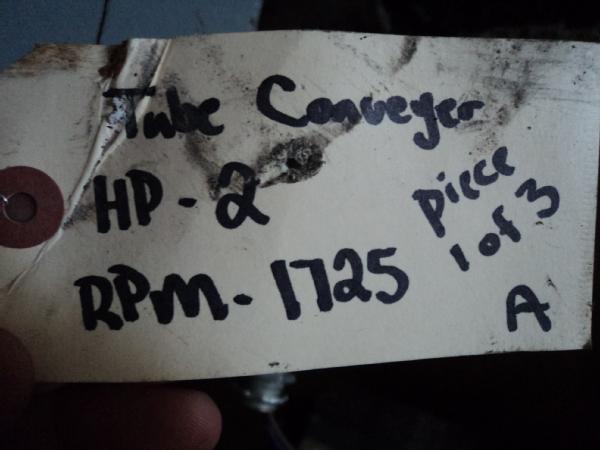 Tube Conveyer
HP-2
RPM-1725
piece
1 of 3
A